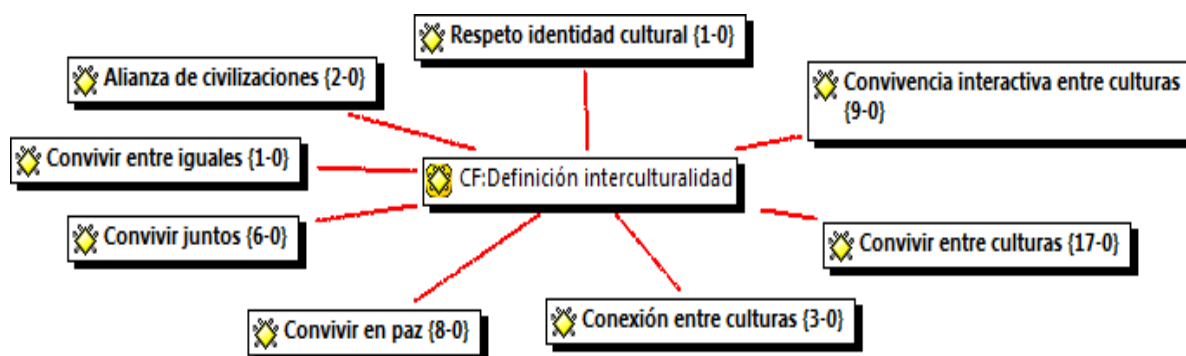 Respeto identidad cultural {1-0}
Alianza de civilizaciones {2-0}
Convivencia interactiva entre culturas
{9-0}
Convivir entre iguales {1-0}
CF:Definición interculturalidad
Convivir juntos {6-0}
Convivir entre culturas {17-0}
Convivir en paz {8-0}
Conexión entre culturas {3-0}